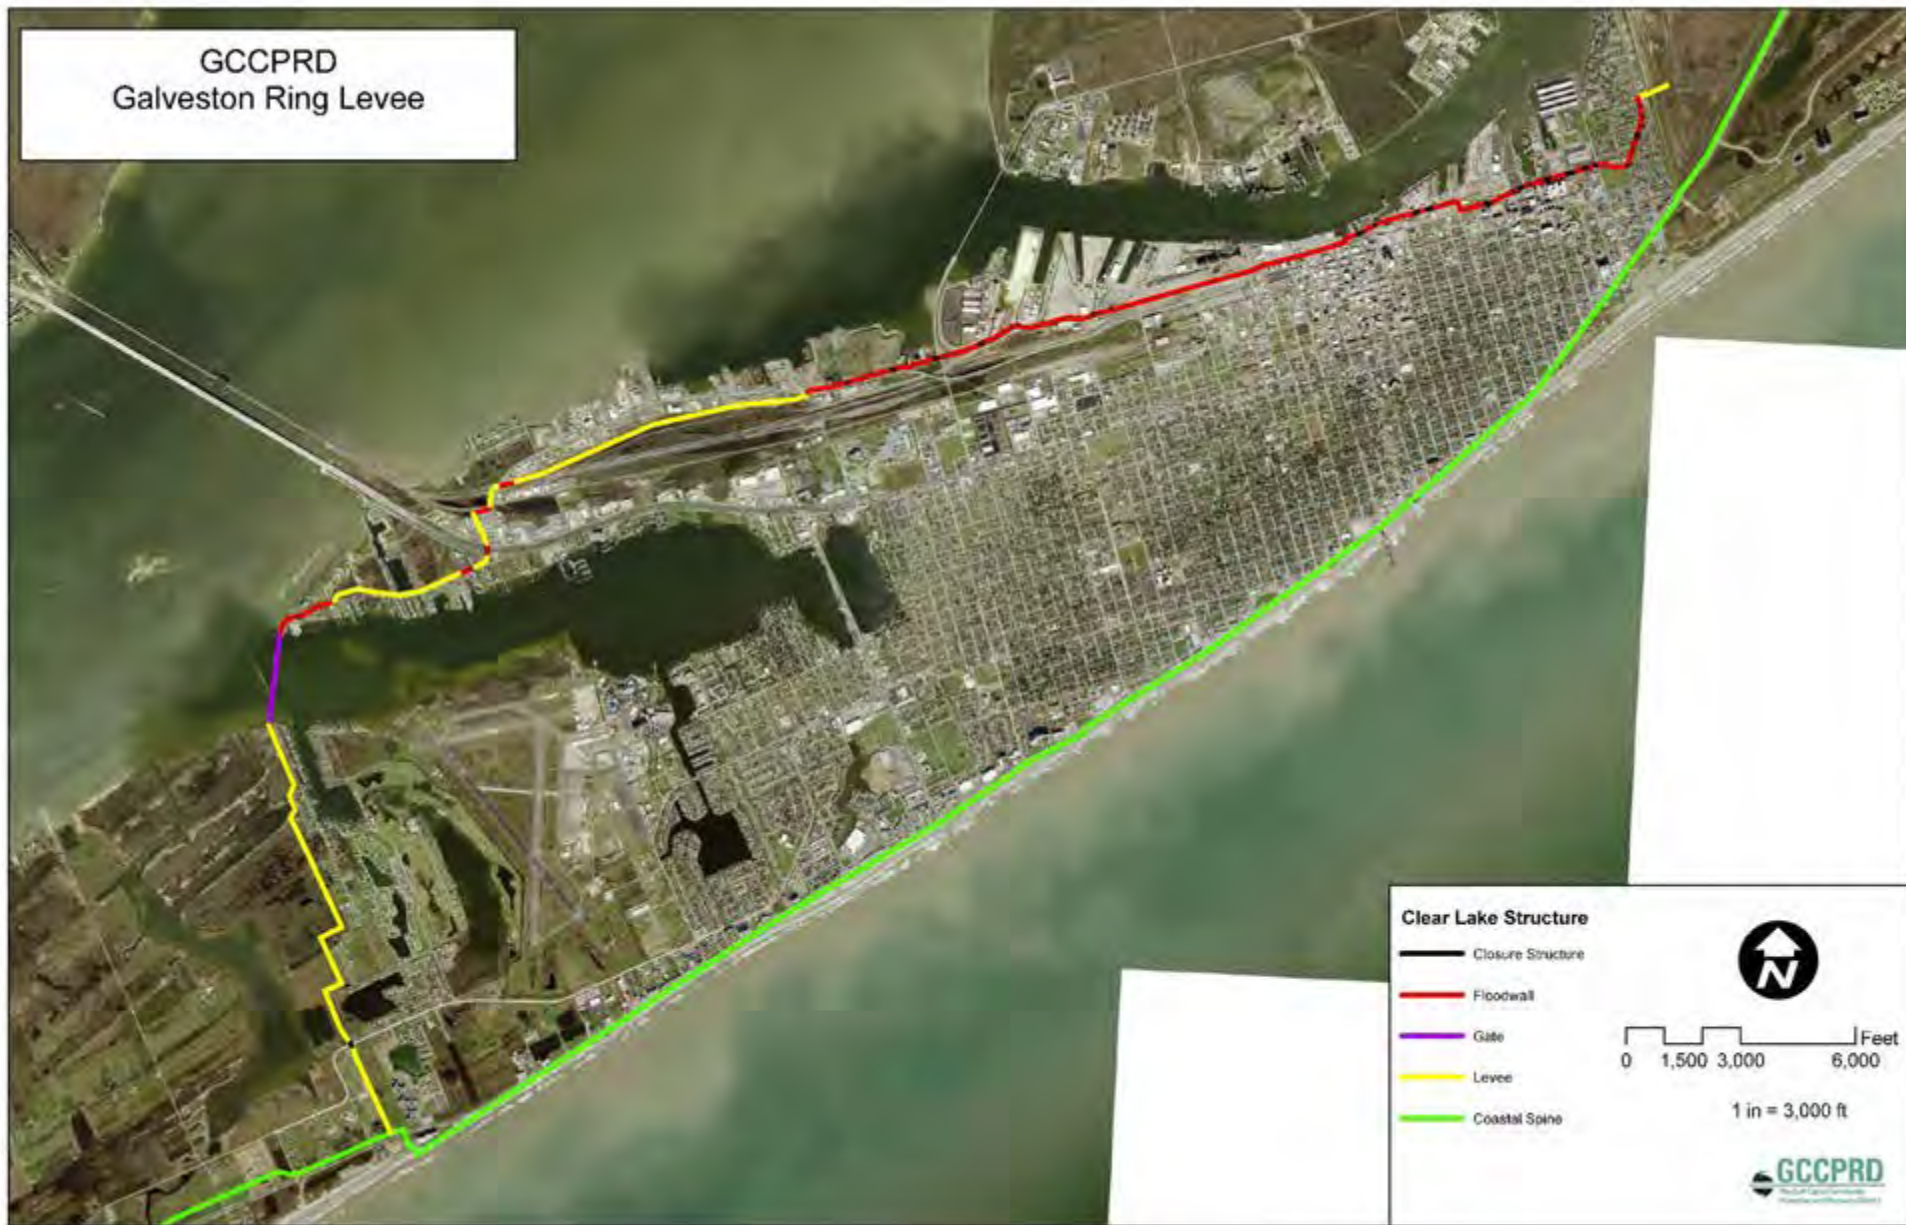 GCCPRD
Galveston Ring Levee
Clear Lake Structure
Closure Structure
Floodwall
Gate
Levee
Coastal Spine
N
Feet
0 1,500 3,000 6,000
1 in = 3,000 ft
GCCPRD